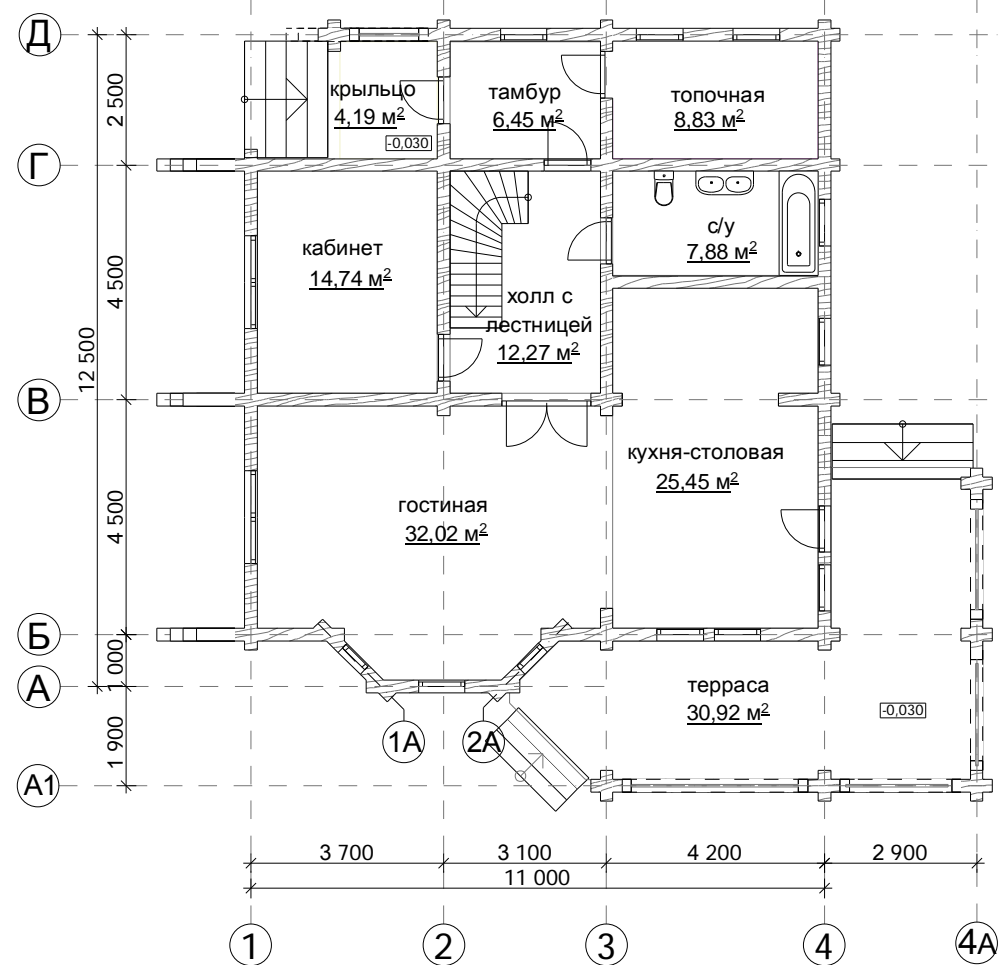 Д
2 500
крыльцо
4,19 м²
-0,030
тамбур
6,45 м²
топочная
8,83 м²
Г
4 500
12 500
кабинет
14,74 м²
холл с
лестницей
12,27 м²
с/у
7,88 м²
В
4 500
гостиная
32,02 м²
кухня-столовая
25,45 м²
Б
1 000
А
1 900
А1
1А
2А
терраса
30,92 м²
-0,030
3 700
3 100
4 200
2 900
11 000
1
2
3
4
4А